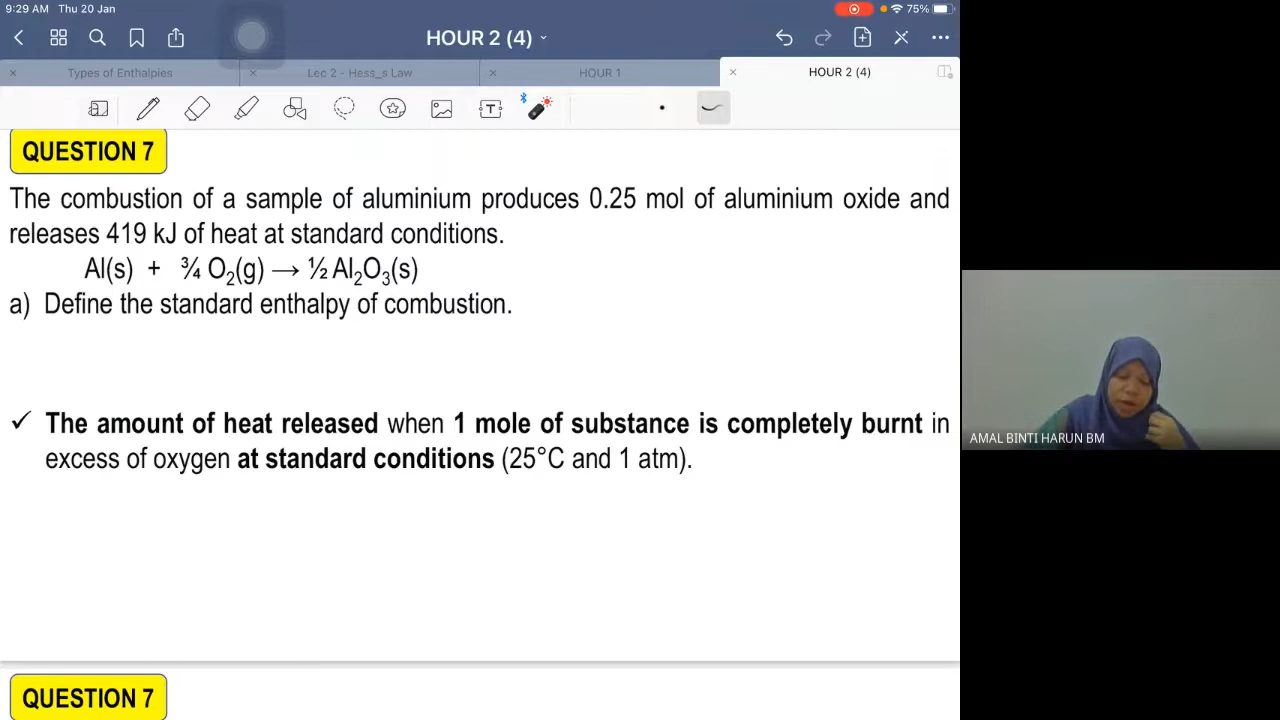 9:29 AM Thu 20 Jan
75%
HOUR 2 (4)
Types of Enthalpies
Lec 2 - Hess_s Law
HOUR 1
HOUR 2 (4)
T
QUESTION 7
The combustion of a sample of aluminium produces 0.25 mol of aluminium oxide and
releases 419 kJ of heat at standard conditions.
Al(s) + ¾ O₂(g) → ½ Al₂O₃(s)
a) Define the standard enthalpy of combustion.
✓ The amount of heat released when 1 mole of substance is completely burnt in
excess of oxygen at standard conditions (25°C and 1 atm).
AMAL BINTI HARUN BM
QUESTION 7